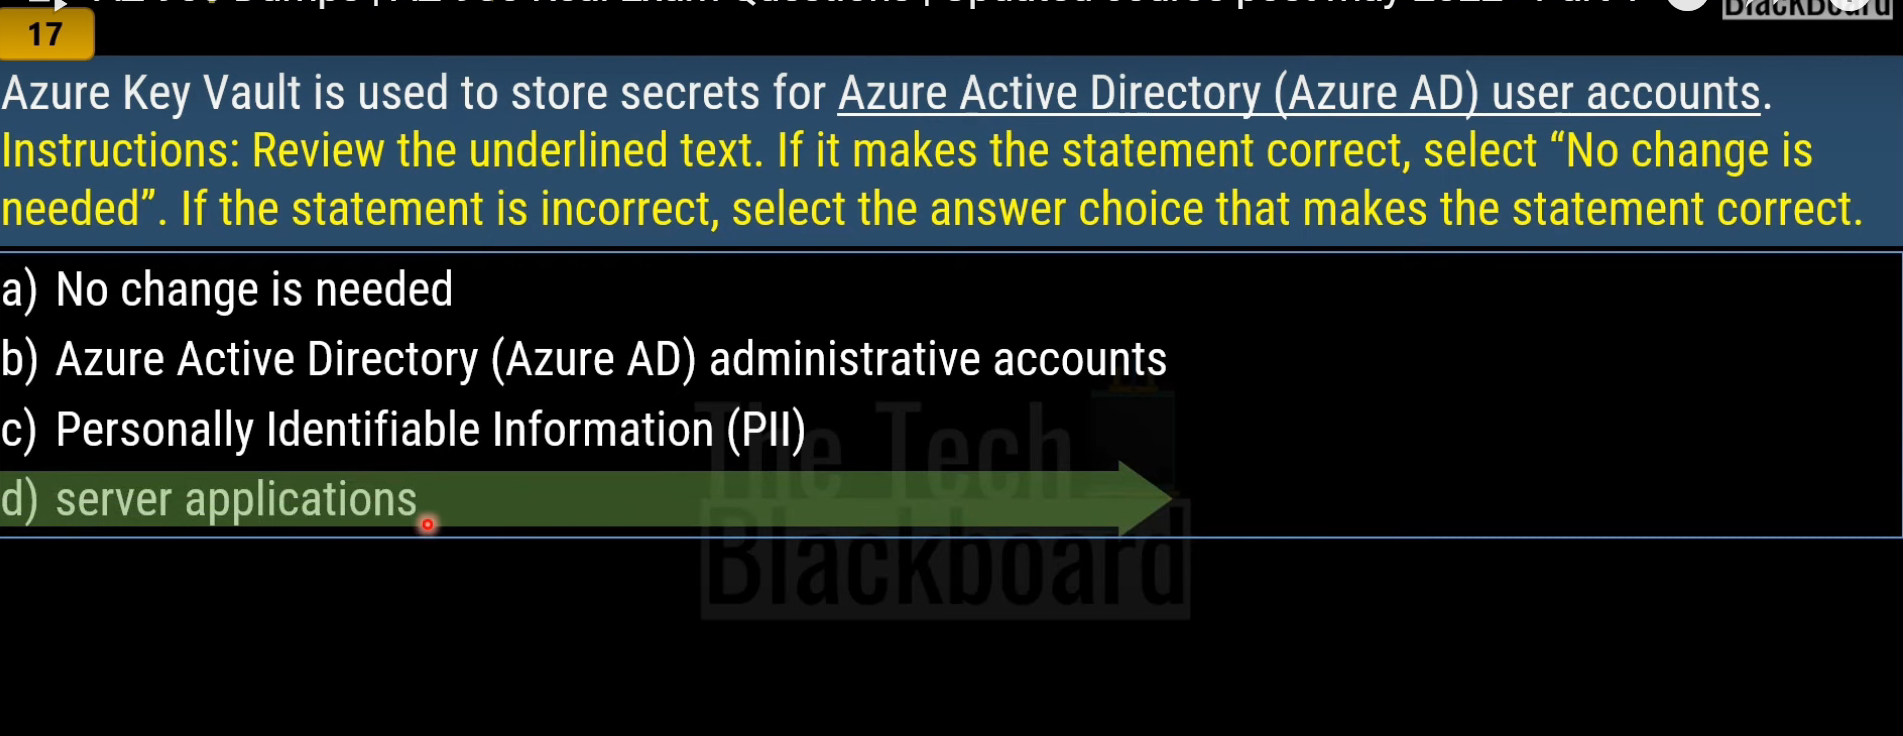 17
Azure Key Vault is used to store secrets for Azure Active Directory (Azure AD) user accounts.
Instructions: Review the underlined text. If it makes the statement correct, select “No change is
needed”. If the statement is incorrect, select the answer choice that makes the statement correct.
a) No change is needed
b) Azure Active Directory (Azure AD) administrative accounts
c) Personally Identifiable Information (PII)
d) server applications
The Tech
Blackboard